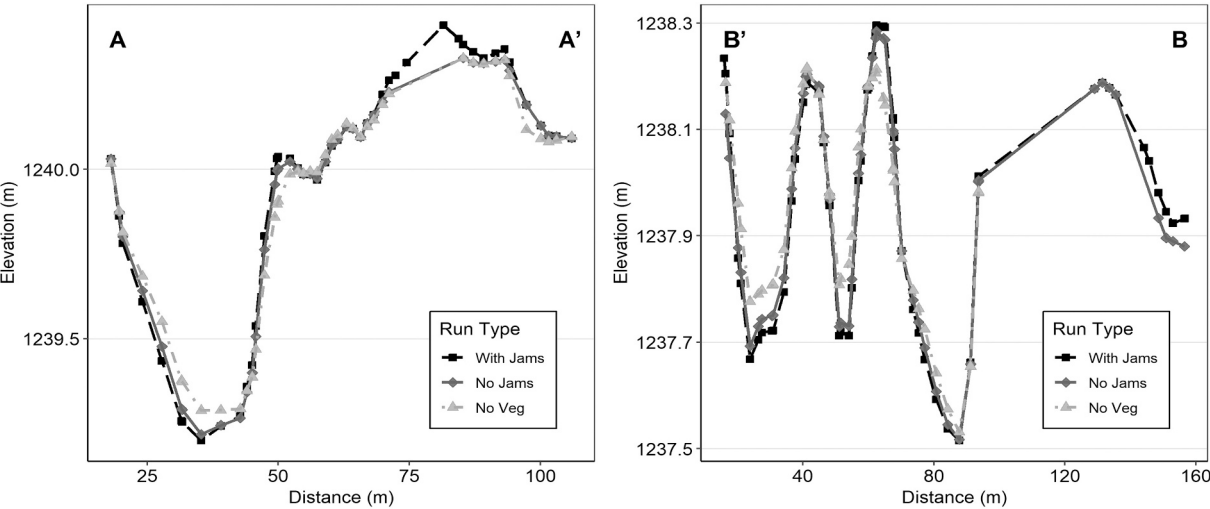 A
A’
Elevation (m)
1240.0
1239.5
25
50
75
100
Distance (m)
Run Type
With Jams
No Jams
No Veg
B’
B
Elevation (m)
1238.3
1238.1
1237.9
1237.7
1237.5
40
80
120
160
Distance (m)
Run Type
With Jams
No Jams
No Veg